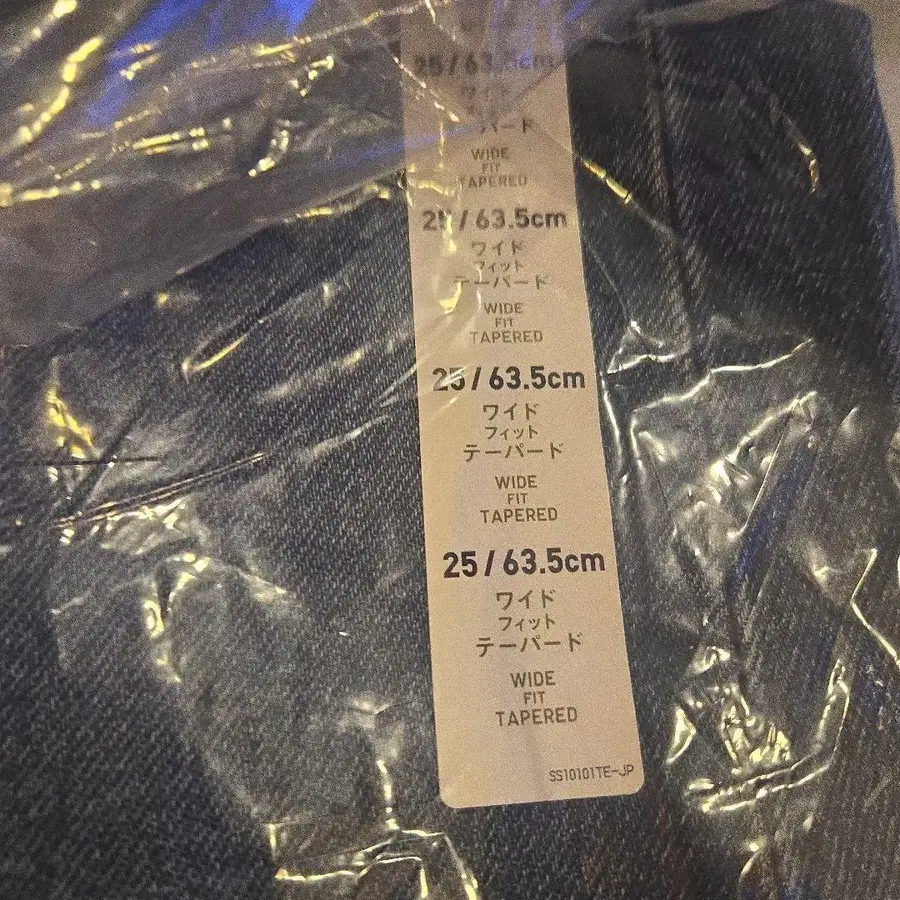 25/63.5cm
ワイド
パード
WIDE
FIT
TAPERED
25/63.5cm
ワイド
フィット
テーパード
WIDE
FIT
TAPERED
25/63.5cm
ワイド
フィット
テーパード
WIDE
FIT
TAPERED
25/63.5cm
ワイド
フィット
テーパード
WIDE
FIT
TAPERED
SS10101TE-JP